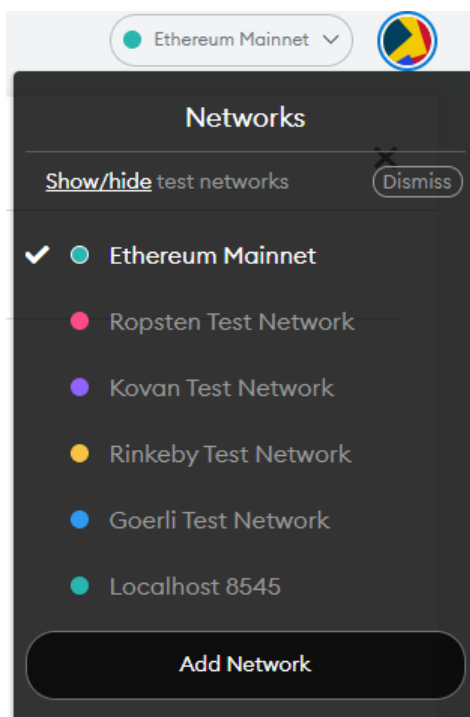 Ethereum Mainnet
Networks
Show/hide test networks
Dismiss
Ethereum Mainnet
Ropsten Test Network
Kovan Test Network
Rinkeby Test Network
Goerli Test Network
Localhost 8545
Add Network